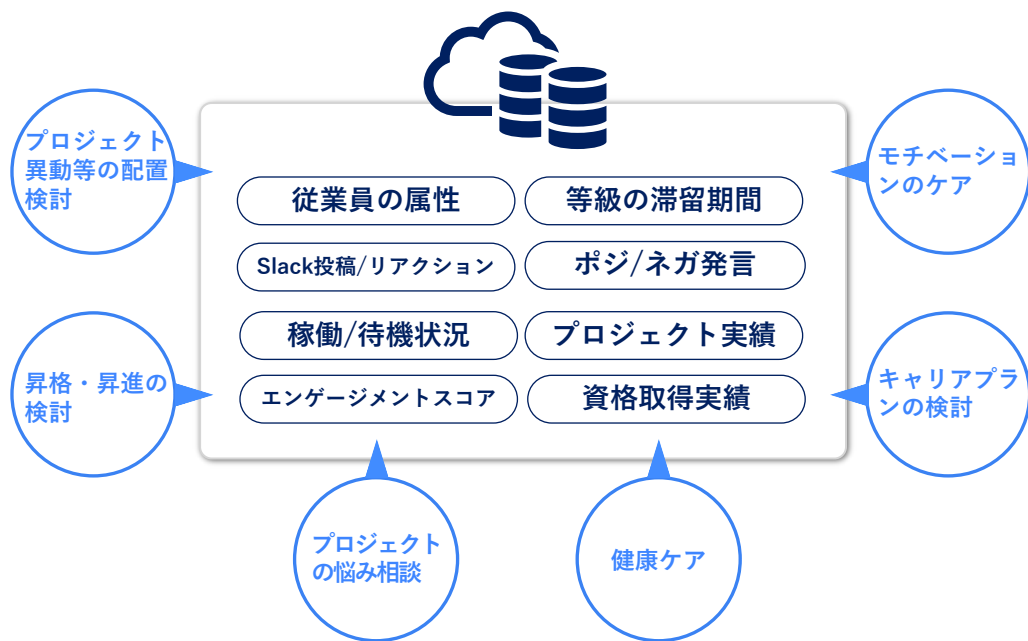 プロジェクト
異動等の配置
検討
モチベーショ
ンのケア
従業員の属性
等級の滞留期間
Slack投稿/リアクション
ポジ/ネガ発言
稼働/待機状況
プロジェクト実績
エンゲージメントスコア
資格取得実績
昇格・昇進の
検討
キャリアプラ
ンの検討
プロジェクト
の悩み相談
健康ケア